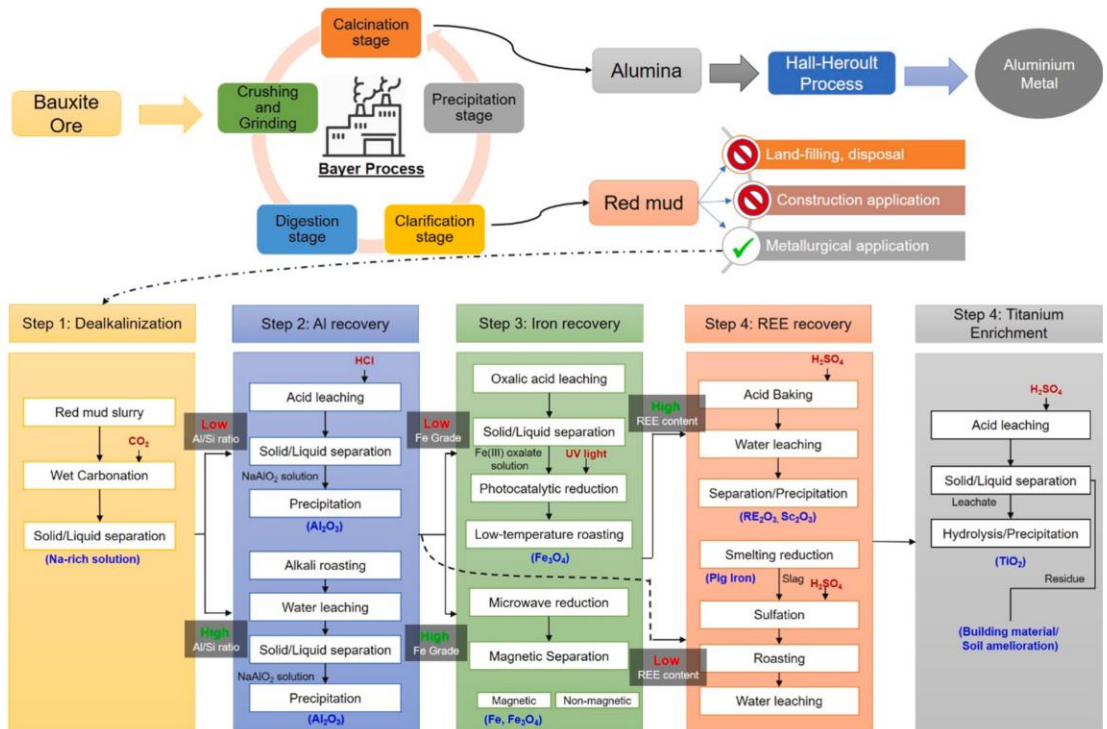 Calcination
stage
Bauxite
Ore
Crushing
and
Grinding
Precipitation
stage
Bayer Process
Digestion
stage
Clarification
stage
Alumina
Hall-Heroult
Process
Aluminium
Metal
Red mud
Land-filling, disposal
Construction application
Metallurgical application
Step 1: Dealkalinization
Red mud slurry
CO₂
Wet Carbonation
Solid/Liquid separation
(Na-rich solution)
Low
Al/Si ratio
High
Al/Si ratio
Step 2: Al recovery
HCl
Acid leaching
Solid/Liquid separation
NaAlO₂ solution
Precipitation
(Al₂O₃)
Alkali roasting
Water leaching
Solid/Liquid separation
NaAlO₂ solution
Precipitation
(Al₂O₃)
Low
Fe Grade
High
Fe Grade
Step 3: Iron recovery
Oxalic acid leaching
Solid/Liquid separation
Fe(III) oxalate
solution
UV light
Photocatalytic reduction
Low-temperature roasting
(Fe₃O₄)
Microwave reduction
Magnetic Separation
Magnetic
Non-magnetic
(Fe, Fe₃O₄)
High
REE content
Low
REE content
Step 4: REE recovery
H₂SO₄
Acid Baking
Water leaching
Separation/Precipitation
(RE₂O₃, Sc₂O₃)
Smelting reduction
(Pig Iron)
Slag
H₂SO₄
Sulfation
Roasting
Water leaching
Step 4: Titanium
Enrichment
H₂SO₄
Acid leaching
Solid/Liquid separation
Leachate
Hydrolysis/Precipitation
(TiO₂)
Residue
(Building material/
Soil amelioration)